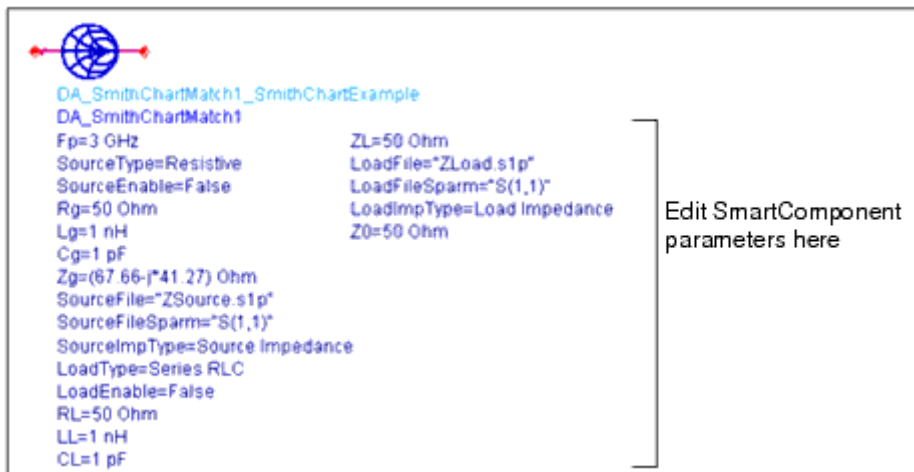 DA_SmithChartMatch1_SmithChartExample
DA_SmithChartMatch1
Fp=3 GHz
SourceType=Resistive
SourceEnable=False
Rg=50 Ohm
Lg=1 nH
Cg=1 pF
Zg=(67.66-j*41.27) Ohm
SourceFile="ZSource.s1p"
SourceFileSparm="S(1,1)"
SourceImpType=Source Impedance
LoadType=Series RLC
LoadEnable=False
RL=50 Ohm
LL=1 nH
CL=1 pF
ZL=50 Ohm
LoadFile="ZLoad.s1p"
LoadFileSparm="S(1,1)"
LoadImpType=Load Impedance
Z0=50 Ohm
Edit SmartComponent
parameters here